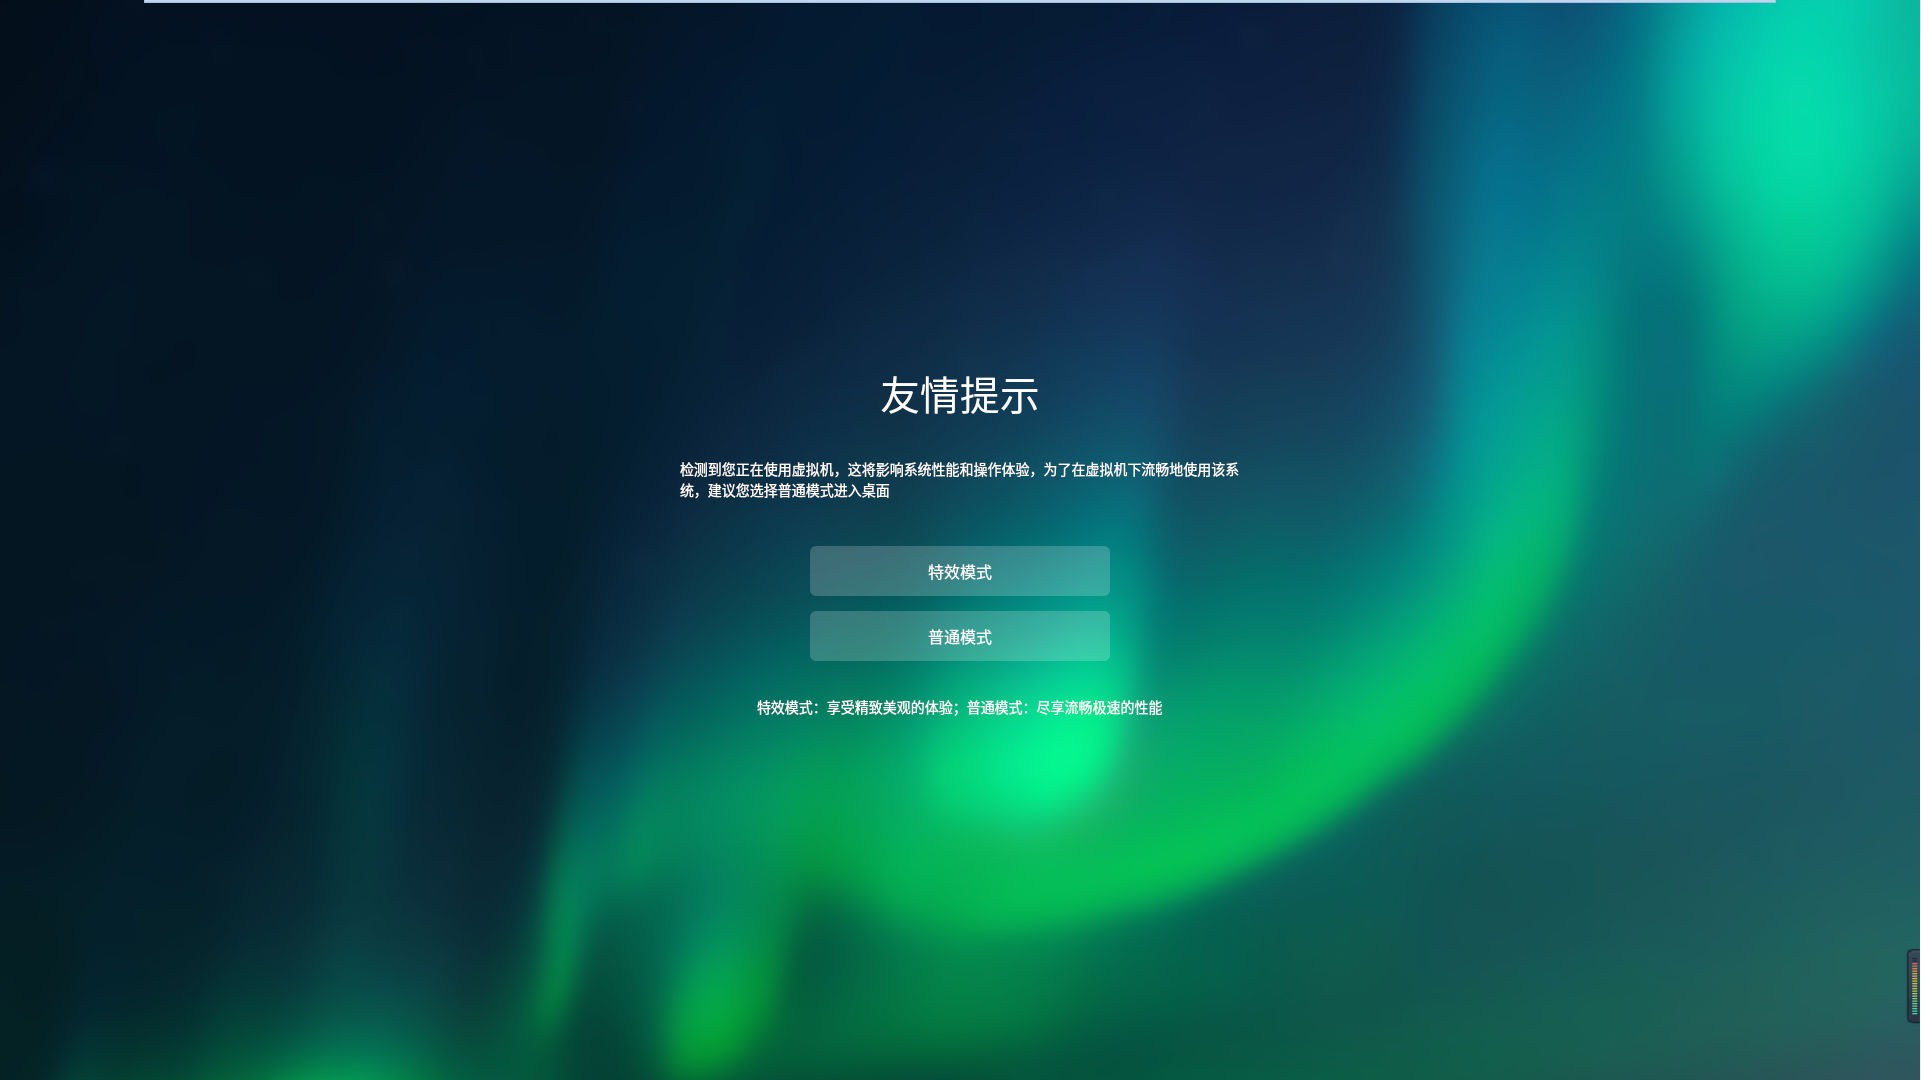 友情提示
检测到您正在使用虚拟机，这将影响系统性能和操作体验，为了在虚拟机下流畅地使用该系
统，建议您选择普通模式进入桌面
特效模式
普通模式
特效模式：享受精致美观的体验；普通模式：尽享流畅极速的性能